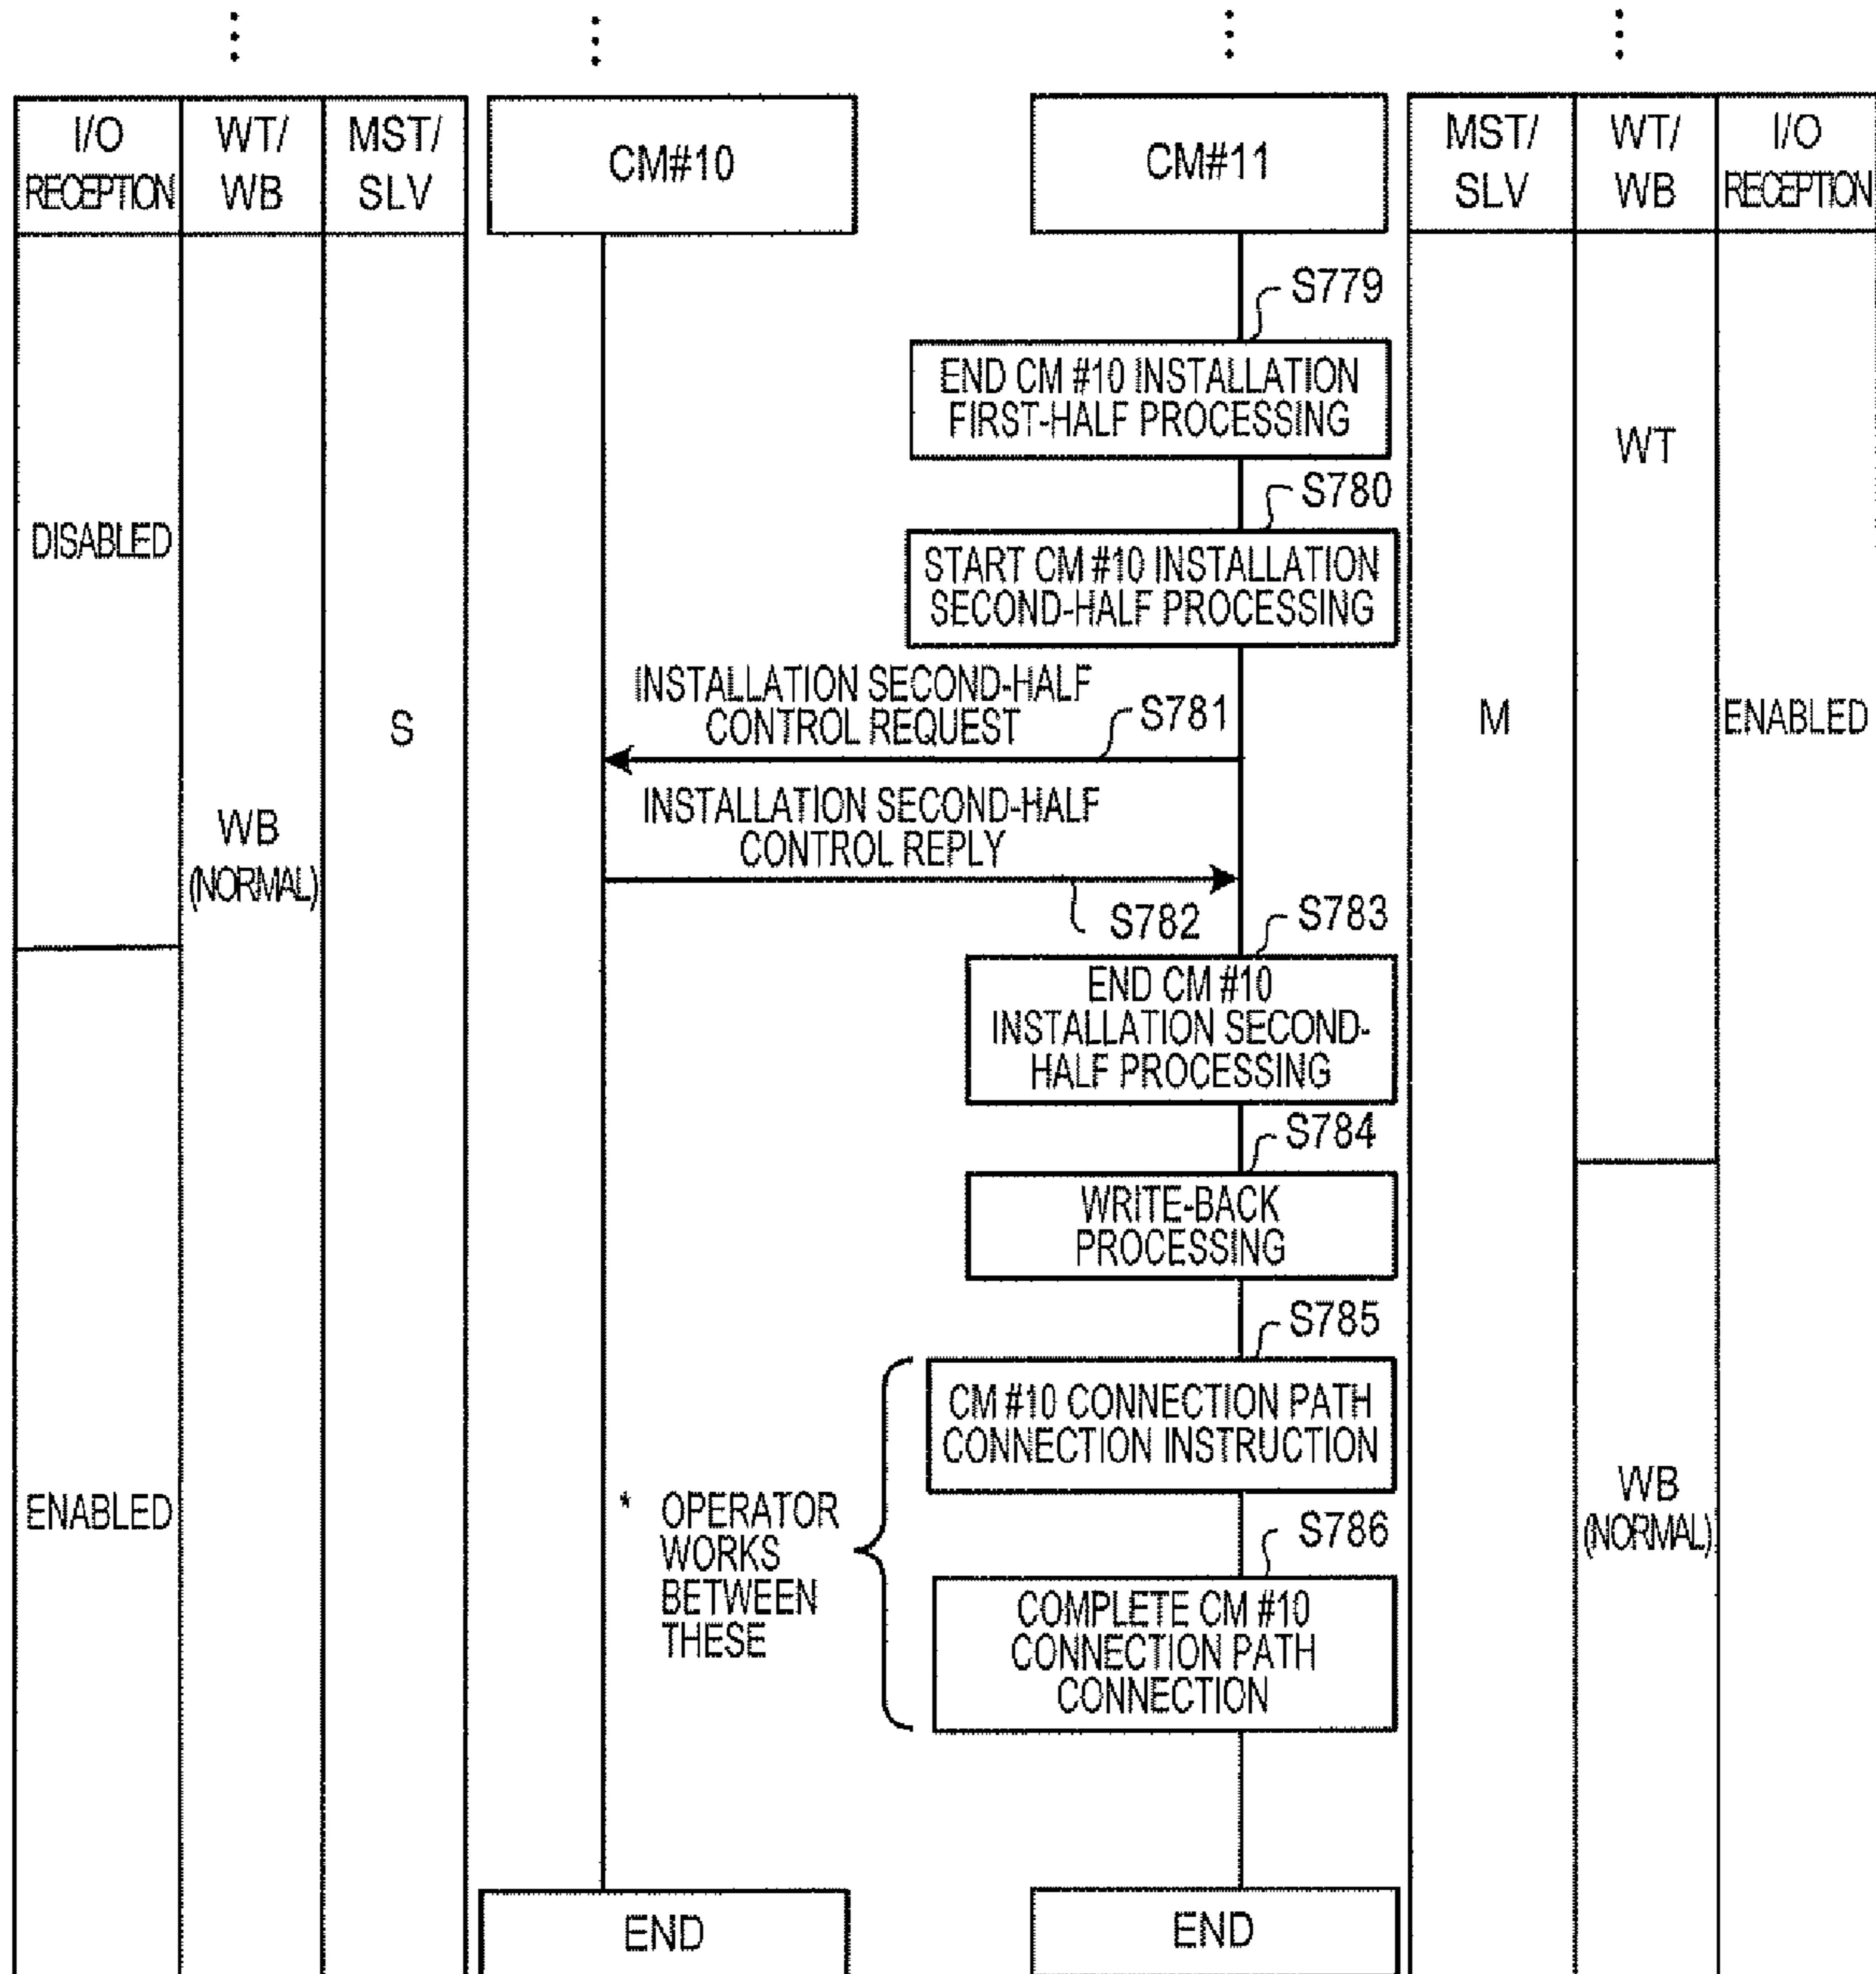 I/O
RECEPTION
WT/
WB
MST/
SLV
CM#10
CM#11
MST/
SLV
WT/
WB
I/O
RECEPTION
S779
END CM #10 INSTALLATION
FIRST-HALF PROCESSING
WT
S780
DISABLED
START CM #10 INSTALLATION
SECOND-HALF PROCESSING
INSTALLATION SECOND-HALF
CONTROL REQUEST
S781
S
M
ENABLED
INSTALLATION SECOND-HALF
CONTROL REPLY
WB
(NORMAL)
S782
S783
END CM #10
INSTALLATION SECOND-
HALF PROCESSING
S784
WRITE-BACK
PROCESSING
S785
CM #10 CONNECTION PATH
CONNECTION INSTRUCTION
ENABLED
* OPERATOR
WORKS
BETWEEN
THESE
WB
(NORMAL)
S786
COMPLETE CM #10
CONNECTION PATH
CONNECTION
END
END